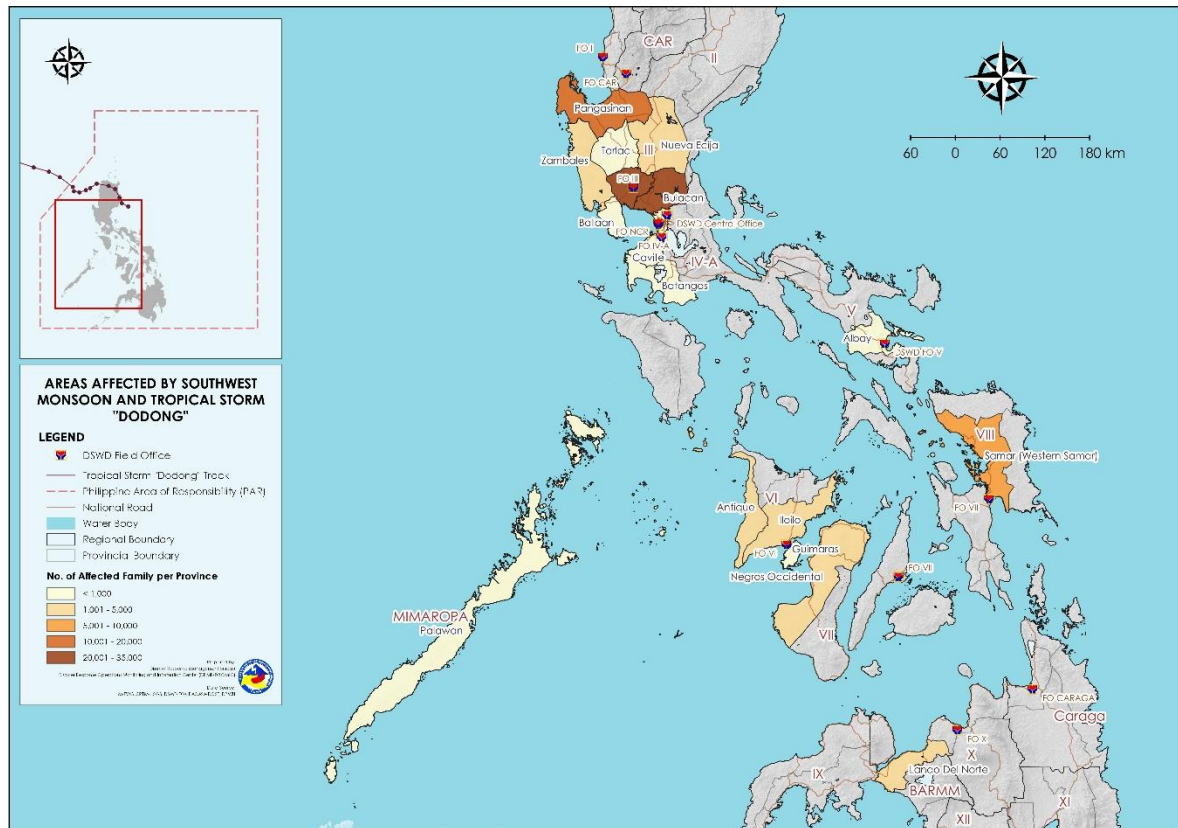 CAR
II
FO I
FO CAR
Pangasinan
Tarlac
III
Nueva Ecija
Zambales
FO III
Bulacan
Bataan
DSWD Central Office
FO NCR
FO IV-A
Cavite
IV-A
Batangas
60 0 60 120 180 km
V
Albay
DSWD FO V
VIII
Samar (Western Samar)
FO VII
VI
Antique
Iloilo
FO VI
Guimaras
Negros Occidental
FO VII
VII
MIMAROPA
Palawan
FO CARAGA
Caraga
FO X
X
Lanao Del Norte
IX
BARMM
XI
XII
AREAS AFFECTED BY SOUTHWEST
MONSOON AND TROPICAL STORM
"DODONG"
LEGEND
DSWD Field Office
Tropical Storm "Dodong" Track
Philippine Area of Responsibility (PAR)
National Road
Water Body
Regional Boundary
Provincial Boundary
No. of Affected Family per Province
< 1,000
1,001 - 5,000
5,001 - 10,000
10,001 - 20,000
20,001 - 35,000